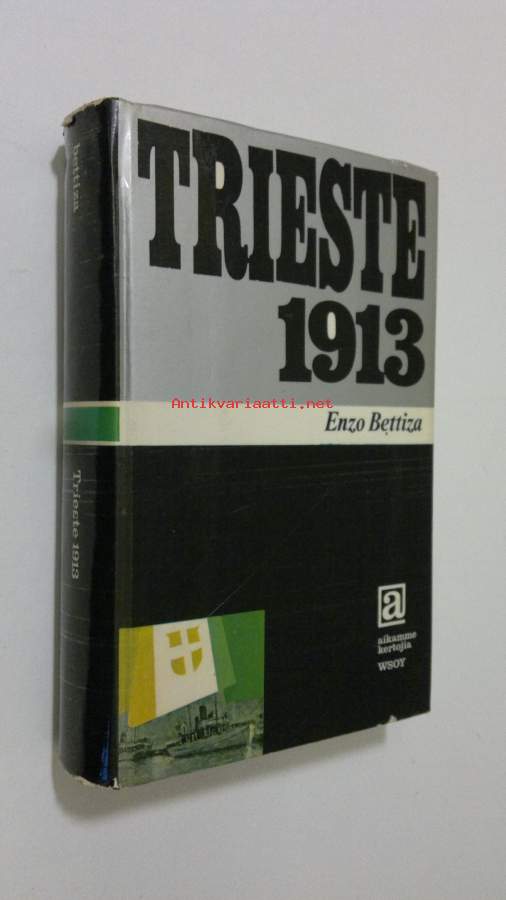 bettiza
Trieste 1913
TRIESTE
1913
Antikvariaatti.net
Enzo Bettiza
a
aikamme
kertojia
WSOY